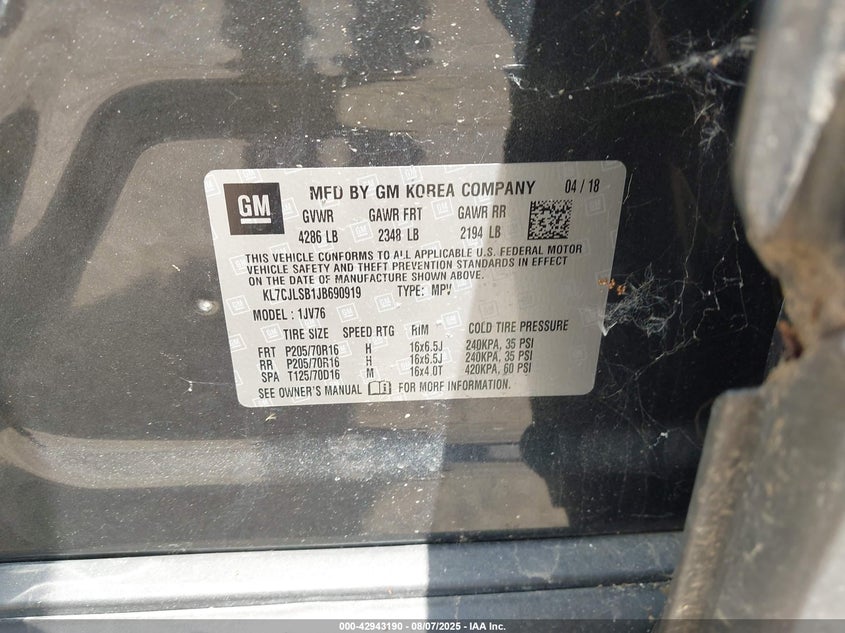 GM
MFD BY GM KOREA COMPANY 04 / 18
GVWR GAWR FRT GAWR RR
4286 LB 2348 LB 2194 LB
THIS VEHICLE CONFORMS TO ALL APPLICABLE U.S. FEDERAL MOTOR
VEHICLE SAFETY AND THEFT PREVENTION STANDARDS IN EFFECT
ON THE DATE OF MANUFACTURE SHOWN ABOVE.
KL7CJLSB1JB690919 TYPE: MPV
MODEL: 1JV76
TIRE SIZE SPEED RTG RIM COLD TIRE PRESSURE
FRT P205/70R16 H 16x6.5J 240KPA, 35 PSI
RR P205/70R16 H 16x6.5J 240KPA, 35 PSI
SPA T125/70D16 M 16x4.0T 420KPA, 60 PSI
SEE OWNER'S MANUAL FOR MORE INFORMATION.
000-42943190 - 08/07/2025 - IAA Inc.